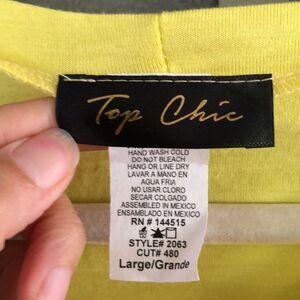 Top Chic
HAND WASH COLD
DO NOT BLEACH
HANG OR LINE DRY
LAVAR A MANO EN
AGUA FRIA
NO USAR CLORO
SECAR COLGADO
ASSEMBLED IN MEXICO
ENSAMBLADO EN MEXICO
RN # 144515
STYLE# 2063
CUT# 480
Large/Grande